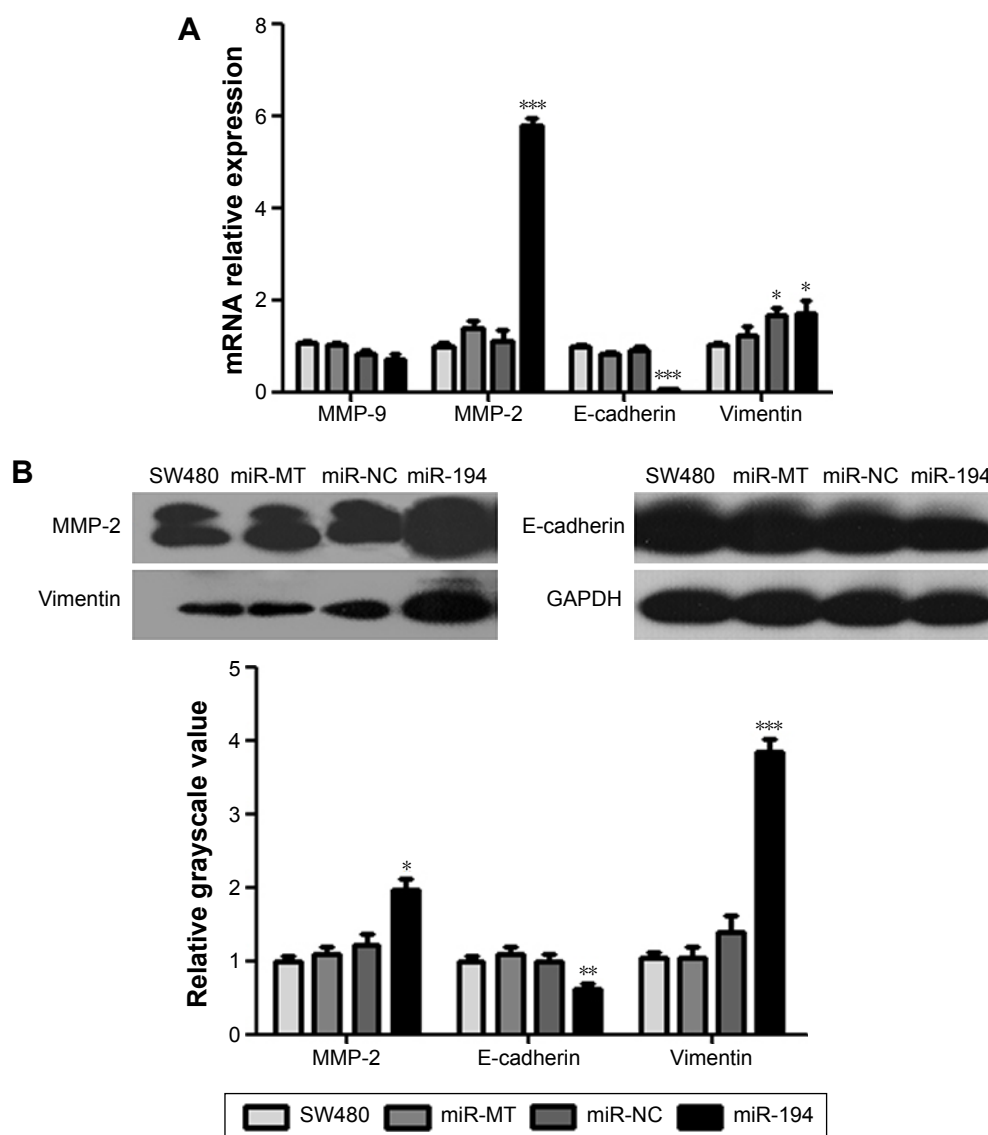 A
mRNA relative expression
8
6
4
2
0
***
***
*
*
MMP-9 MMP-2 E-cadherin Vimentin
B
SW480 miR-MT miR-NC miR-194
MMP-2
Vimentin
SW480 miR-MT miR-NC miR-194
E-cadherin
GAPDH
Relative grayscale value
5
4
3
2
1
0
*
**
***
MMP-2 E-cadherin Vimentin
SW480 miR-MT miR-NC miR-194